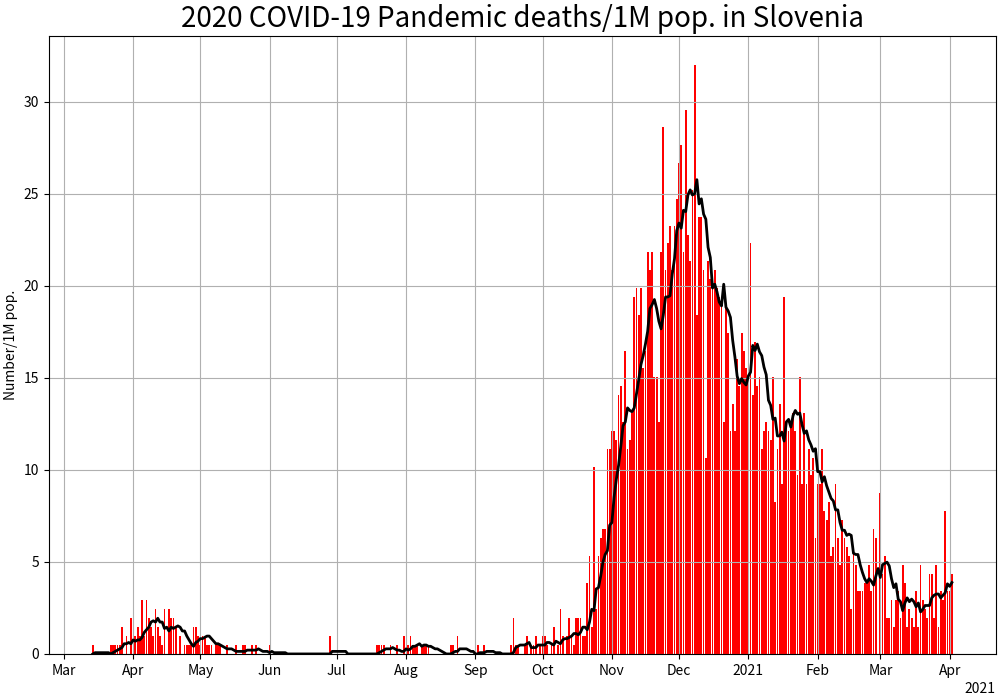 2020 COVID-19 Pandemic deaths/1M pop. in Slovenia
Number/1M pop.
30
25
20
15
10
5
0
Mar Apr May Jun Jul Aug Sep Oct Nov Dec 2021 Feb Mar Apr
2021